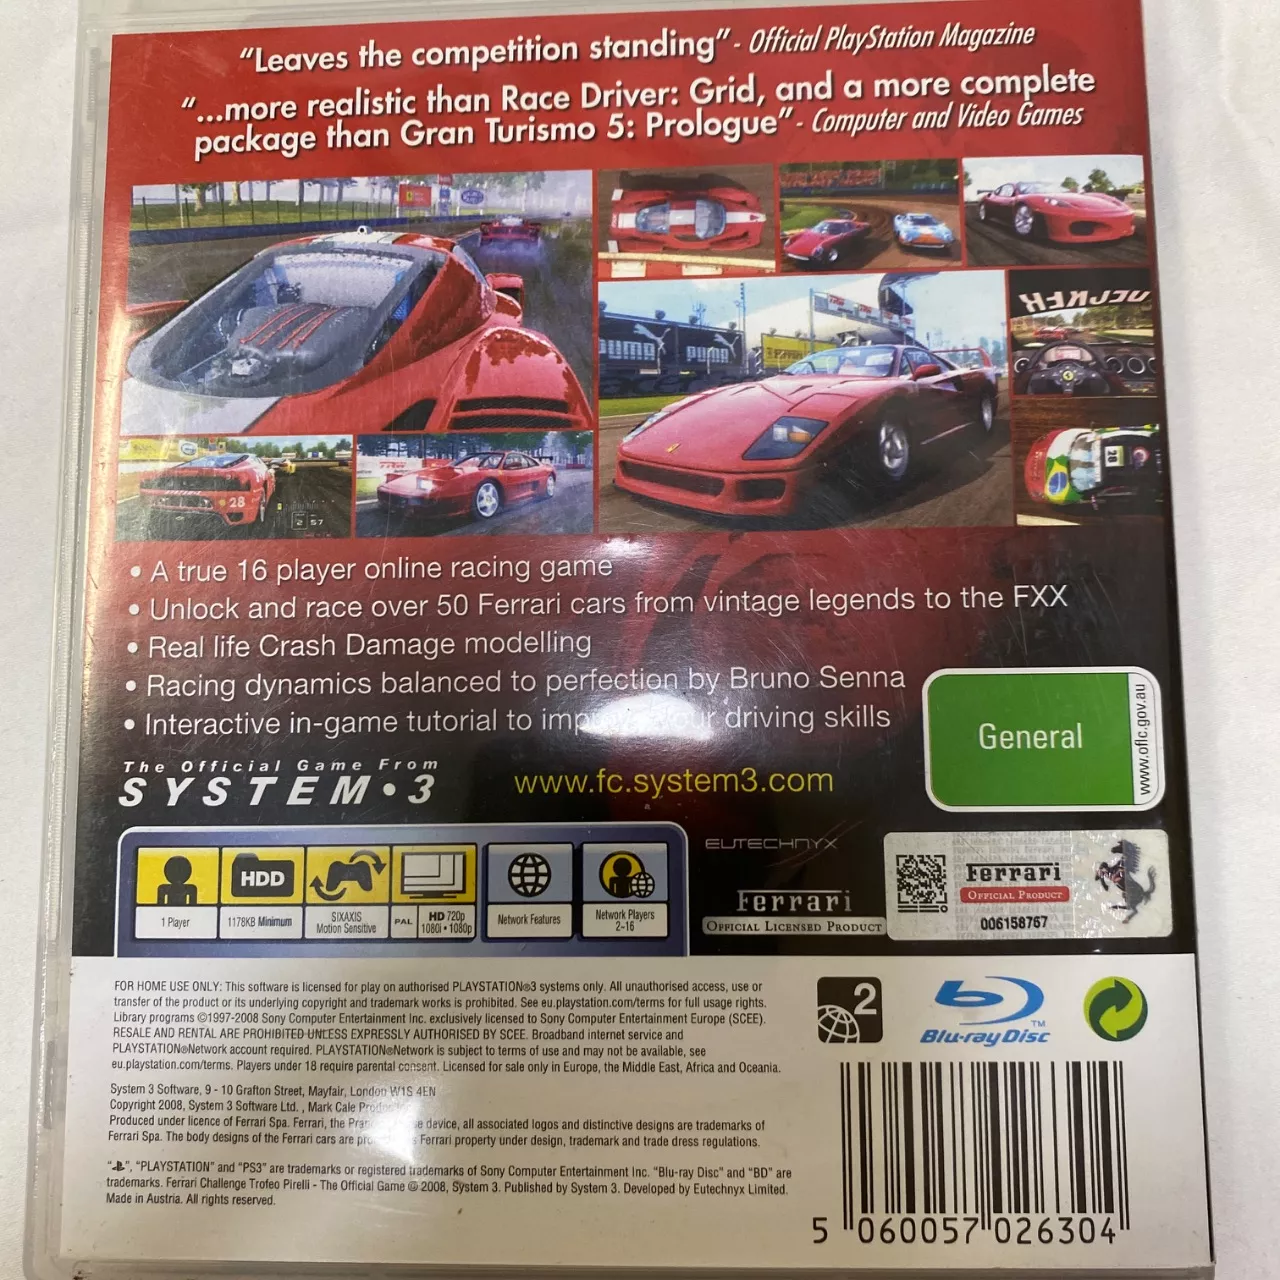 “Leaves the competition standing” - Official PlayStation Magazine
“...more realistic than Race Driver: Grid, and a more complete
package than Gran Turismo 5: Prologue” - Computer and Video Games
28
2 57
28
• A true 16 player online racing game
• Unlock and race over 50 Ferrari cars from vintage legends to the FXX
• Real life Crash Damage modelling
• Racing dynamics balanced to perfection by Bruno Senna
• Interactive in-game tutorial to your driving skills
General
www.oflc.gov.au
The Official Game From
SYSTEM•3
www.fc.system3.com
HDD
1 Player
1178KB Minimum
SIXAXIS
Motion Sensitive
PAL
HD 720p
1080i • 1080p
Network Features
Network Players
2-16
EUTECHNYX
Ferrari
OFFICIAL LICENSED PRODUCT
Ferrari
OFFICIAL PRODUCT
006158767
FOR HOME USE ONLY: This software is licensed for play on authorised PLAYSTATION®3 systems only. All unauthorised access, use or
transfer of the product or its underlying copyright and trademark works is prohibited. See eu.playstation.com/terms for full usage rights.
Library programs ©1997-2008 Sony Computer Entertainment Inc. exclusively licensed to Sony Computer Entertainment Europe (SCEE).
RESALE AND RENTAL ARE PROHIBITED UNLESS EXPRESSLY AUTHORISED BY SCEE. Broadband internet service and
PLAYSTATION®Network account required. PLAYSTATION®Network is subject to terms of use and may not be available, see
eu.playstation.com/terms. Players under 18 require parental consent. Licensed for sale only in Europe, the Middle East, Africa and Oceania.
System 3 Software, 9 - 10 Grafton Street, Mayfair, London W1S 4EN
Copyright 2008, System 3 Software Ltd. , Mark Cale
Produced under licence of Ferrari Spa. Ferrari, the device, all associated logos and distinctive designs are trademarks of
Ferrari Spa. The body designs of the Ferrari cars are Ferrari property under design, trademark and trade dress regulations.
“”, “PLAYSTATION” and “PS3” are trademarks or registered trademarks of Sony Computer Entertainment Inc. “Blu-ray Disc” and “BD” are
trademarks. Ferrari Challenge Trofeo Pirelli - The Official Game © 2008, System 3. Published by System 3. Developed by Eutechnyx Limited.
Made in Austria. All rights reserved.
2
Blu-ray Disc™
5 060057 026304